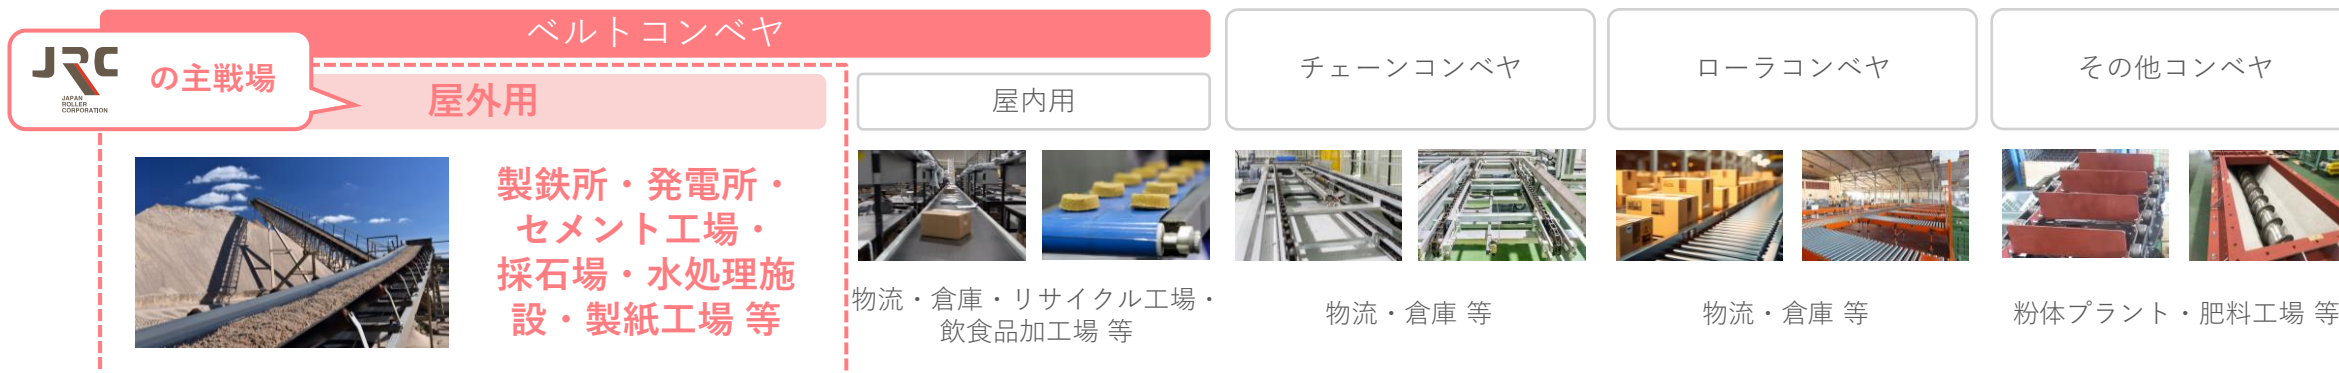 ベルトコンベヤ
JRC
JAPAN
ROLLER
CORPORATION
の主戦場
屋外用
製鉄所・発電所・
セメント工場・
採石場・水処理施
設・製紙工場 等
屋内用
物流・倉庫・リサイクル工場・
飲食品加工場 等
チェーンコンベヤ
物流・倉庫 等
ローラコンベヤ
物流・倉庫 等
その他コンベヤ
粉体プラント・肥料工場 等